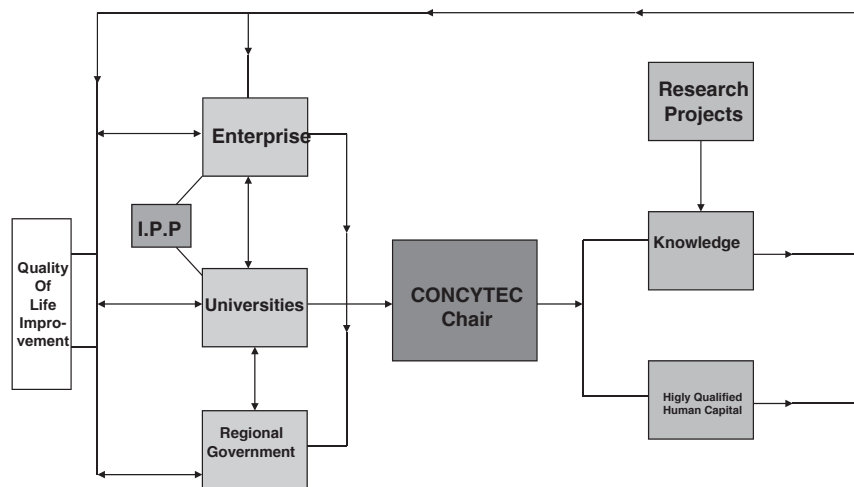 Research
Projects
Enterprise
I.P.P
Knowledge
Quality
Of
Life
Impro-
vement
Universities
CONCYTEC
Chair
Higly Qualified
Human Capital
Regional
Government